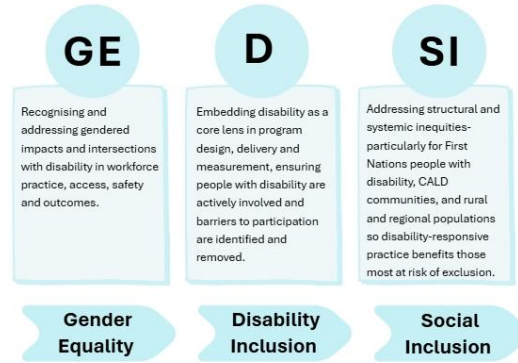 GE
Recognising and
addressing gendered
impacts and intersections
with disability in workforce
practice, access, safety
and outcomes.
Gender
Equality
D
Embedding disability as a
core lens in program
design, delivery and
measurement, ensuring
people with disability are
actively involved and
barriers to participation
are identified and
removed.
Disability
Inclusion
SI
Addressing structural and
systemic inequities-
particularly for First
Nations people with
disability, CALD
communities, and rural
and regional populations
so disability-responsive
practice benefits those
most at risk of exclusion.
Social
Inclusion